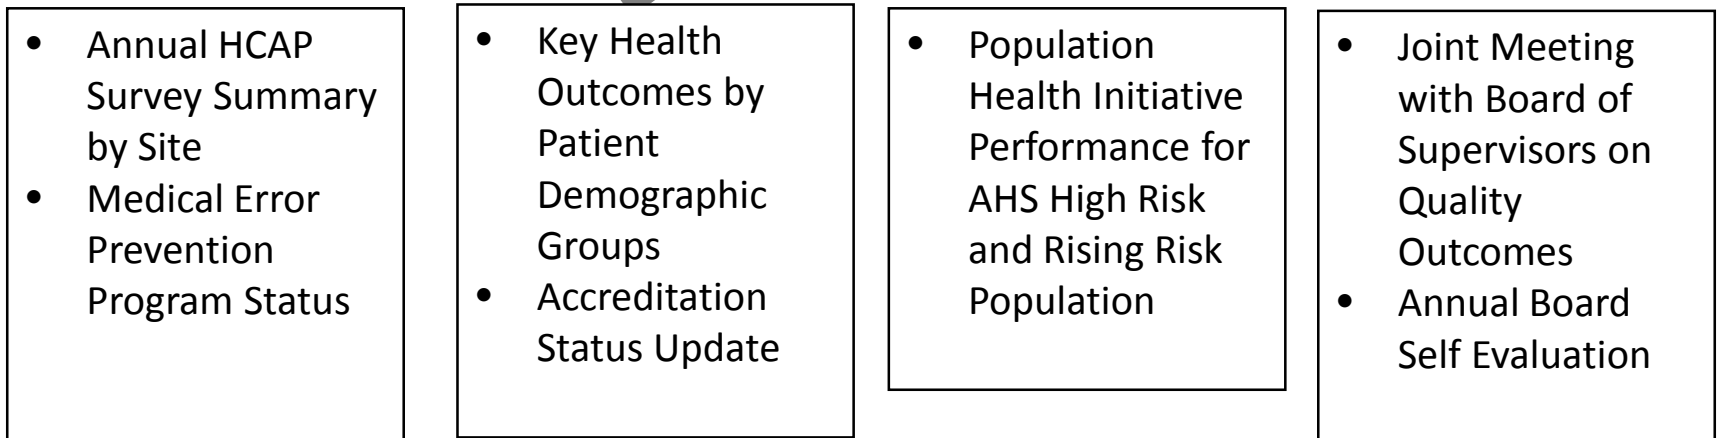 • Annual HCAP
Survey Summary
by Site
• Medical Error
Prevention
Program Status
• Key Health
Outcomes by
Patient
Demographic
Groups
• Accreditation
Status Update
• Population
Health Initiative
Performance for
AHS High Risk
and Rising Risk
Population
• Joint Meeting
with Board of
Supervisors on
Quality
Outcomes
• Annual Board
Self Evaluation